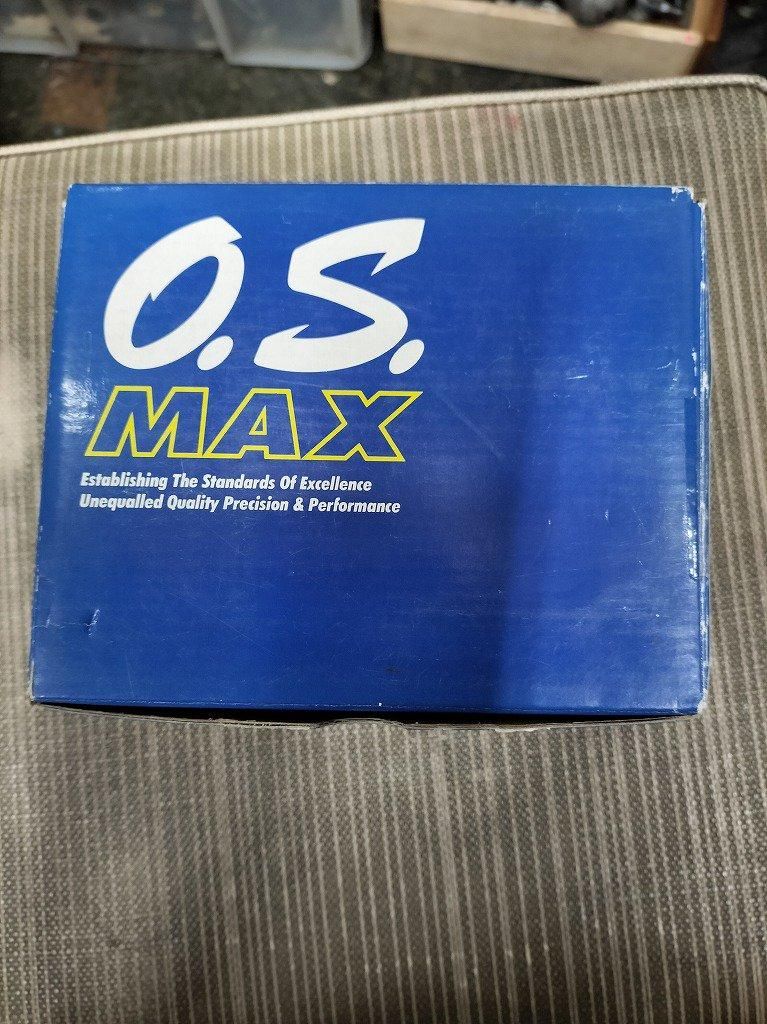 O.S.
MAX
Establishing The Standards Of Excellence
Unequalled Quality Precision & Performance